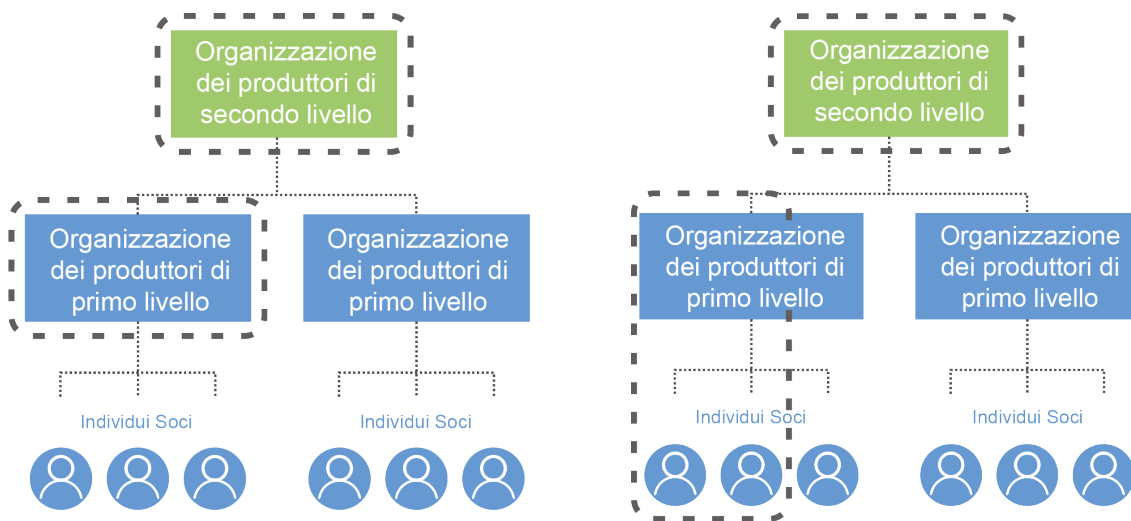 Organizzazione
dei produttori di
secondo livello
Organizzazione
dei produttori di
primo livello
Organizzazione
dei produttori di
primo livello
Individui Soci
Individui Soci
Organizzazione
dei produttori di
secondo livello
Organizzazione
dei produttori di
primo livello
Organizzazione
dei produttori di
primo livello
Individui Soci
Individui Soci